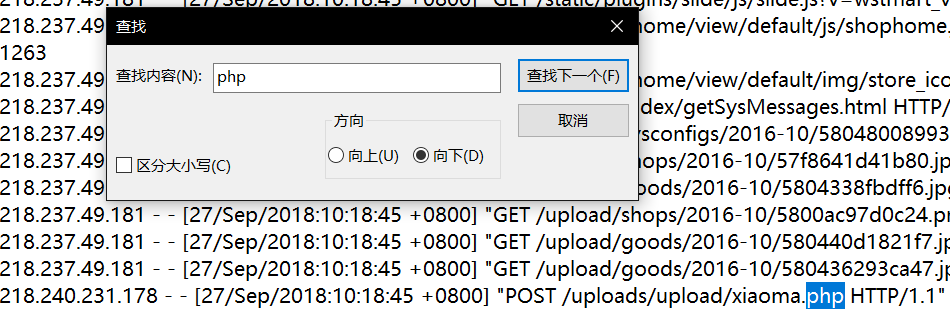 218.237.49.181 - - [27/Sep/2018:10:18:45 +0800] "GET /static/plugins/slide/js/slide.js?v=wstmart_v
查找
218.237.49 home/view/default/js/shophome.
1263
查找内容(N): php 查找下一个(F)
218.237.49 home/view/default/img/store_ico
218.237.49 dex/getSysMessages.html HTTP/
取消
方向
218.237.49 sconfigs/2016-10/58048008993
区分大小写(C) 向上(U) 向下(D)
218.237.49 ops/2016-10/57f8641d41b80.jp
218.237.49 oods/2016-10/5804338fbdff6.jpg
218.237.49.181 - - [27/Sep/2018:10:18:45 +0800] "GET /upload/shops/2016-10/5800ac97d0c24.pn
218.237.49.181 - - [27/Sep/2018:10:18:45 +0800] "GET /upload/goods/2016-10/580440d1821f7.jp
218.237.49.181 - - [27/Sep/2018:10:18:45 +0800] "GET /upload/goods/2016-10/580436293ca47.jp
218.240.231.178 - - [27/Sep/2018:10:18:45 +0800] "POST /uploads/upload/xiaoma.php HTTP/1.1"